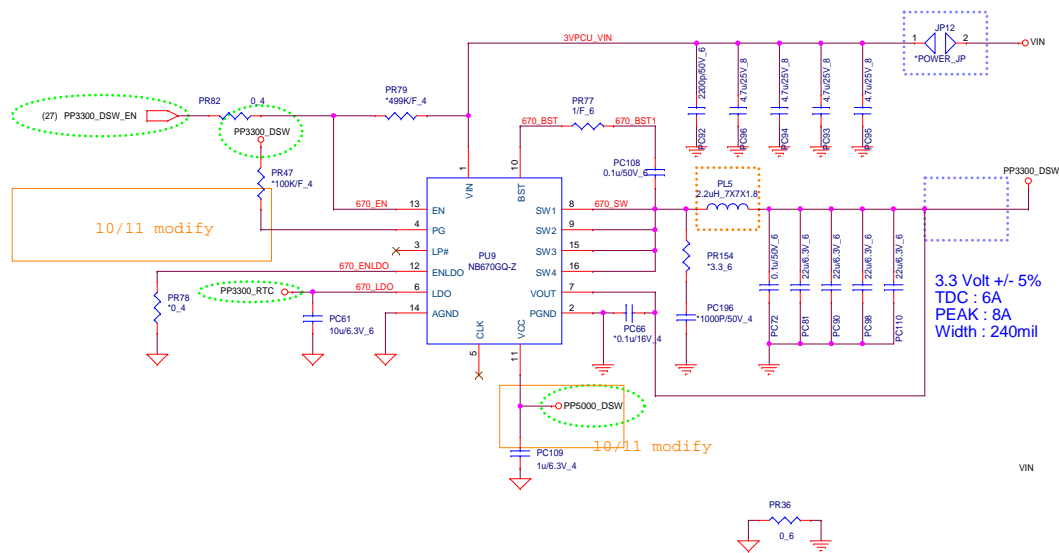 JP12
3VPCU_VIN
1
2
*POWER_JP
VIN
2200p/50V_6
4.7u/25V_8
4.7u/25V_8
4.7u/25V_8
4.7u/25V_8
PC92
PC96
PC94
PC93
PC95
PR79
*499K/F_4
PR82
0_4
(27) PP3300_DSW_EN
PP3300_DSW
PR77
1/F_6
670_BST
670_BST1
PC108
0.1u/50V_6
PR47
*100K/F_4
10/11 modify
1
VIN
10
BST
670_EN
13
EN
4
PG
3
LP#
670_ENLDO
12
ENLDO
670_LDO
6
LDO
14
AGND
PU9
NB670GQ-Z
SW1
8
670_SW
SW2
9
SW3
15
SW4
16
VOUT
7
PGND
2
CLK
5
VCC
11
PL5
2.2uH_7X7X1.8
PP3300_DSW
PR154
*3.3_6
PC196
*1000P/50V_4
PC66
*0.1u/16V_4
0.1u/50V_6
22u/6.3V_6
22u/6.3V_6
22u/6.3V_6
22u/6.3V_6
PC72
PC81
PC90
PC98
PC110
3.3 Volt +/- 5%
TDC : 6A
PEAK : 8A
Width : 240mil
PP3300_RTC
PR78
*0_4
PC61
10u/6.3V_6
PP5000_DSW
10/11 modify
PC109
1u/6.3V_4
VIN
PR36
0_6